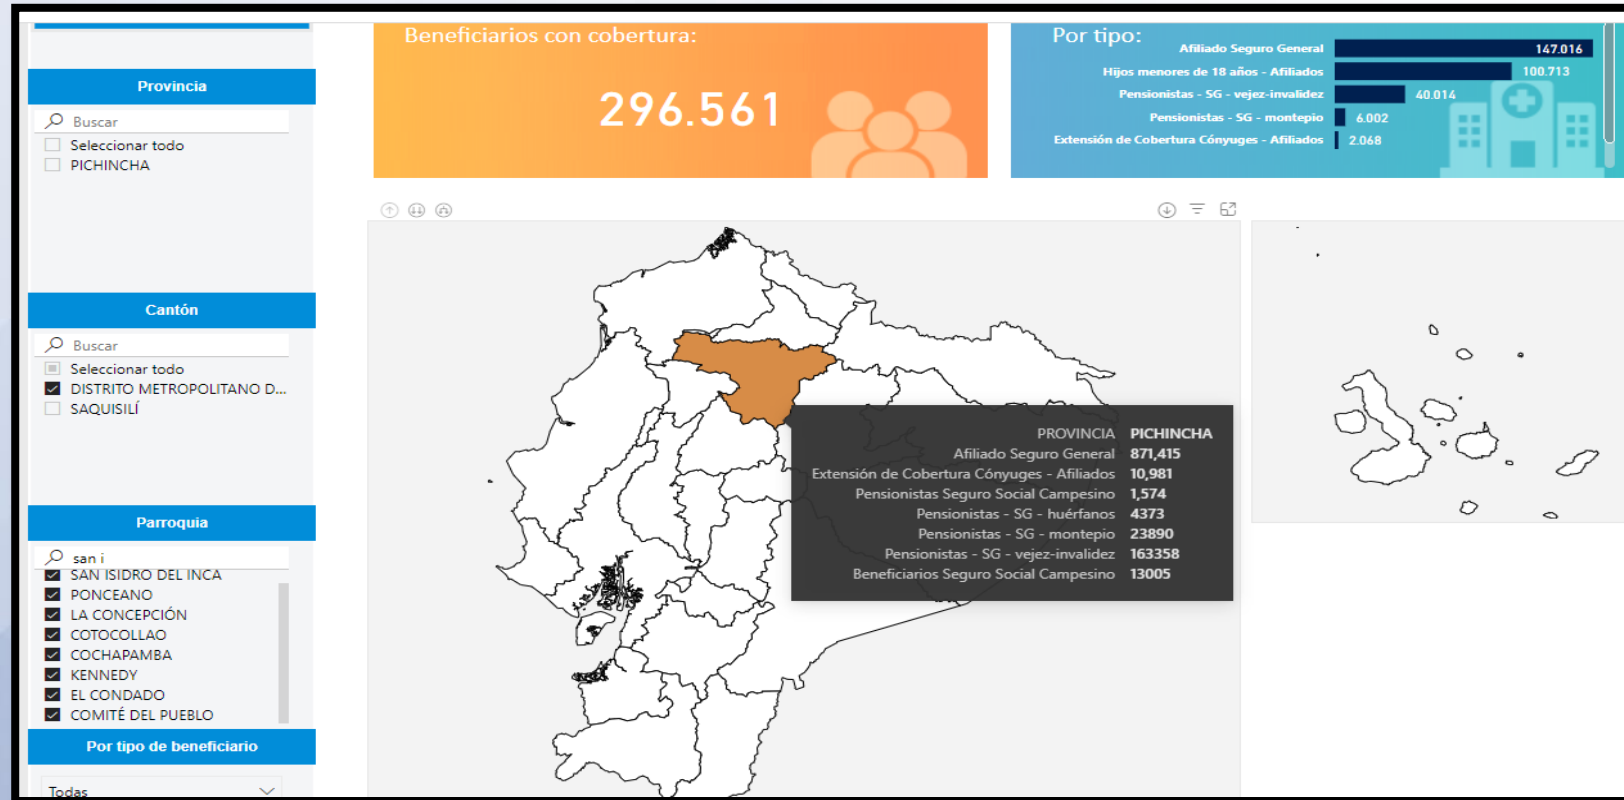 Provincia
Buscar
Seleccionar todo
PICHINCHA
Cantón
Buscar
Seleccionar todo
DISTRITO METROPOLITANO D...
SAQUISILÍ
Parroquia
san i
SAN ISIDRO DEL INCA
PONCEANO
LA CONCEPCIÓN
COTOCOLLAO
COCHAPAMBA
KENNEDY
EL CONDADO
COMITÉ DEL PUEBLO
Por tipo de beneficiario
Todas
Beneficiarios con cobertura:
296.561
Por tipo:
Afiliado Seguro General 147.016
Hijos menores de 18 años - Afiliados 100.713
Pensionistas - SG - vejez-invalidez 40.014
Pensionistas - SG - montepio 6.002
Extensión de Cobertura Cónyuges - Afiliados 2.068
PROVINCIA PICHINCHA
Afiliado Seguro General 871,415
Extensión de Cobertura Cónyuges - Afiliados 10,981
Pensionistas Seguro Social Campesino 1,574
Pensionistas - SG - huérfanos 4373
Pensionistas - SG - montepio 23890
Pensionistas - SG - vejez-invalidez 163358
Beneficiarios Seguro Social Campesino 13005